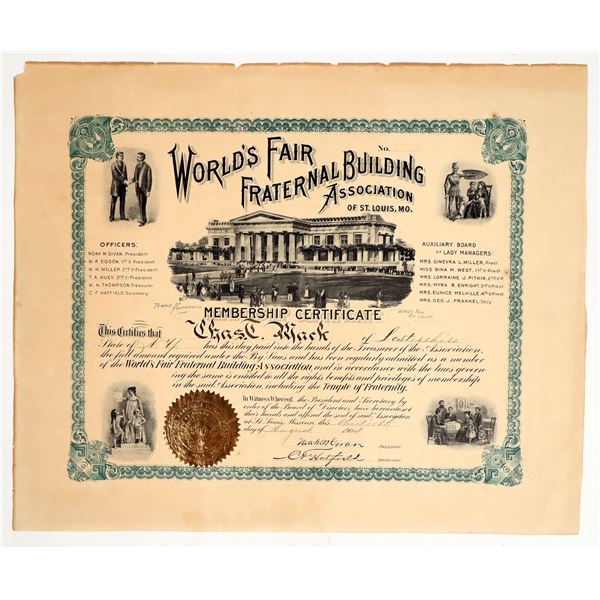 No.
WORLD'S FAIR
FRATERNAL BUILDING
ASSOCIATION
OF ST. LOUIS, MO.
OFFICERS:
NOAH M. GIVAN, President.
W. R. EDSON, 1st V-President
W. H. MILLER, 2nd V-President
T. A. HUEY, 3rd V-President
W. H. THOMPSON, Treasurer
C. F. HATFIELD, Secretary
AUXILIARY BOARD
OF LADY MANAGERS:
MRS. GINEVRA L. MILLER, Prest.
MISS BINA M. WEST, 1st V-Prest
MRS. LORRAINE J. PITKIN, 2nd V-P
MRS. MYRA B. ENRIGHT, 3rd V-Prest
MRS. EUNICE MELVILLE, 4th V-P
MRS. GEO. J. FRANKEL, Sec'y
MEMBERSHIP CERTIFICATE
This Certifies that Chas. C. Mack of
State of N.Y. has this day paid into the hands of the Treasurer of the Association,
the full amount required under the By Laws and has been regularly admitted as a member
of the World's Fair Fraternal Building Association, and in accordance with the laws gover-
ing the same is entitled to all the rights, benefits and privileges of membership
in the said Association, including the Temple of Fraternity.
In Witness Whereof, the President and Secretary by
order of the Board of Directors have hereunto set
their hands and affixed the seal of said Association
at St. Louis, Missouri, this
day of August 190
Noah M Givan
PRESIDENT
C F Hatfield
SECRETARY